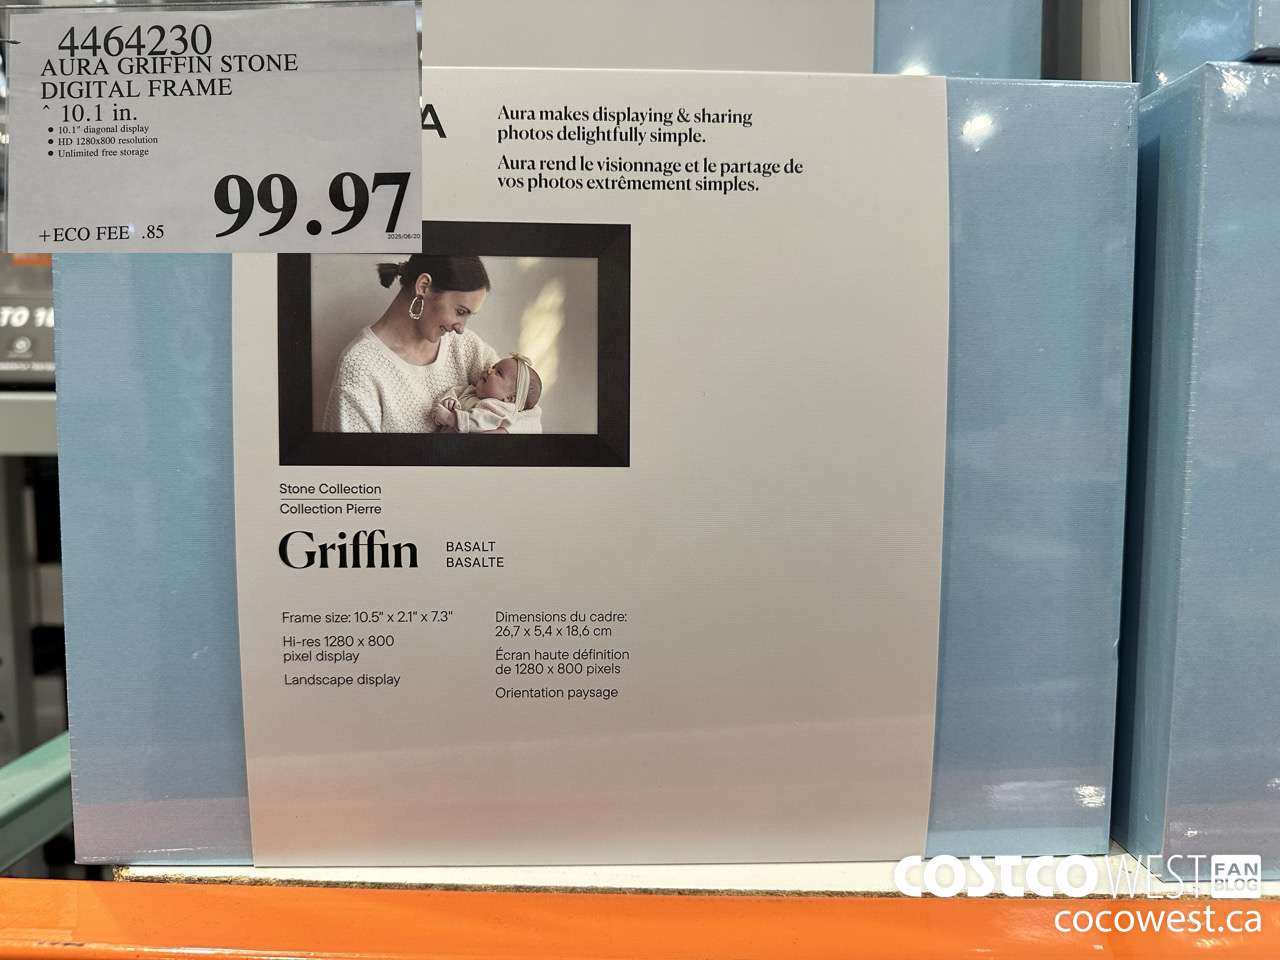 4464230
AURA GRIFFIN STONE
DIGITAL FRAME
^ 10.1 in.
• 10.1" diagonal display
• HD 1280x800 resolution
• Unlimited free storage
99.97
+ECO FEE .85
2025/06/20
A
Aura makes displaying & sharing
photos delightfully simple.
Aura rend le visionnage et le partage de
vos photos extrêmement simples.
Stone Collection
Collection Pierre
Griffin
BASALT
BASALTE
Frame size: 10.5" x 2.1" x 7.3"
Hi-res 1280 x 800
pixel display
Landscape display
Dimensions du cadre:
26,7 x 5,4 x 18,6 cm
Écran haute définition
de 1280 x 800 pixels
Orientation paysage
COSTCO WEST FAN
BLOG
cocowest.ca